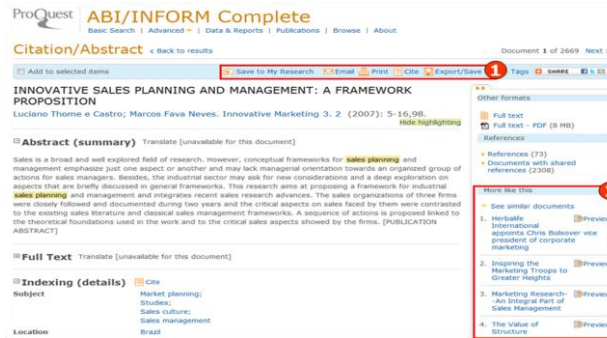 ProQuest ABI/INFORM Complete
Basic Search | Advanced | Data & Reports | Publications | Browse | About
Citation/Abstract « Back to results
Document 1 of 2669 Next
Add to selected items
Save to My Research Email Print Cite Export/Save 1 Tags SHARE
INNOVATIVE SALES PLANNING AND MANAGEMENT: A FRAMEWORK
PROPOSITION
Luciano Thome e Castro; Marcos Fava Neves. Innovative Marketing 3. 2 (2007): 5-16,98.
Hide highlighting
Abstract (summary) Translate [unavailable for this document]
Sales is a broad and well explored field of research. However, conceptual frameworks for sales planning and
management emphasize just one aspect or another and may lack managerial orientation towards an organized group of
actions for sales managers. Besides, the industrial sector may ask for new considerations and a deep exploration on
aspects that are briefly discussed in general frameworks. This research aims at proposing a framework for industrial
sales planning and management and integrates recent sales research advances. The sales organizations of three firms
were closely followed and documented during two years and the critical aspects on sales faced by them were contrasted
to the existing sales literature and classical sales management frameworks. A sequence of actions is proposed linked to
the theoretical foundations used in the work and to the critical sales aspects showed by the firms. [PUBLICATION
ABSTRACT]
Full Text Translate [unavailable for this document]
Indexing (details) Cite
Subject Market planning;
Studies;
Sales culture;
Sales management
Location Brazil
Other formats
Full text
Full text - PDF (8 MB)
References
References (73)
Documents with shared
references (2308)
More like this
See similar documents
1. Herbalife Preview
International
appoints Chris Bolsover vice
president of corporate
marketing
2. Inspiring the Preview
Marketing Troops to
Greater Heights
3. Marketing Research- Preview
-An Integral Part of
Sales Management
4. The Value of Preview
Structure